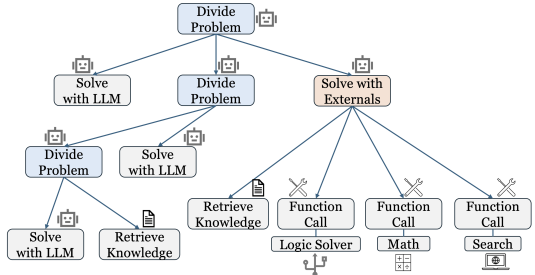 Divide
Problem
Solve
with LLM
Divide
Problem
Solve with
Externals
Divide
Problem
Solve
with LLM
Retrieve
Knowledge
Function
Call
Function
Call
Function
Call
Solve
with LLM
Retrieve
Knowledge
Logic Solver
Math
Search